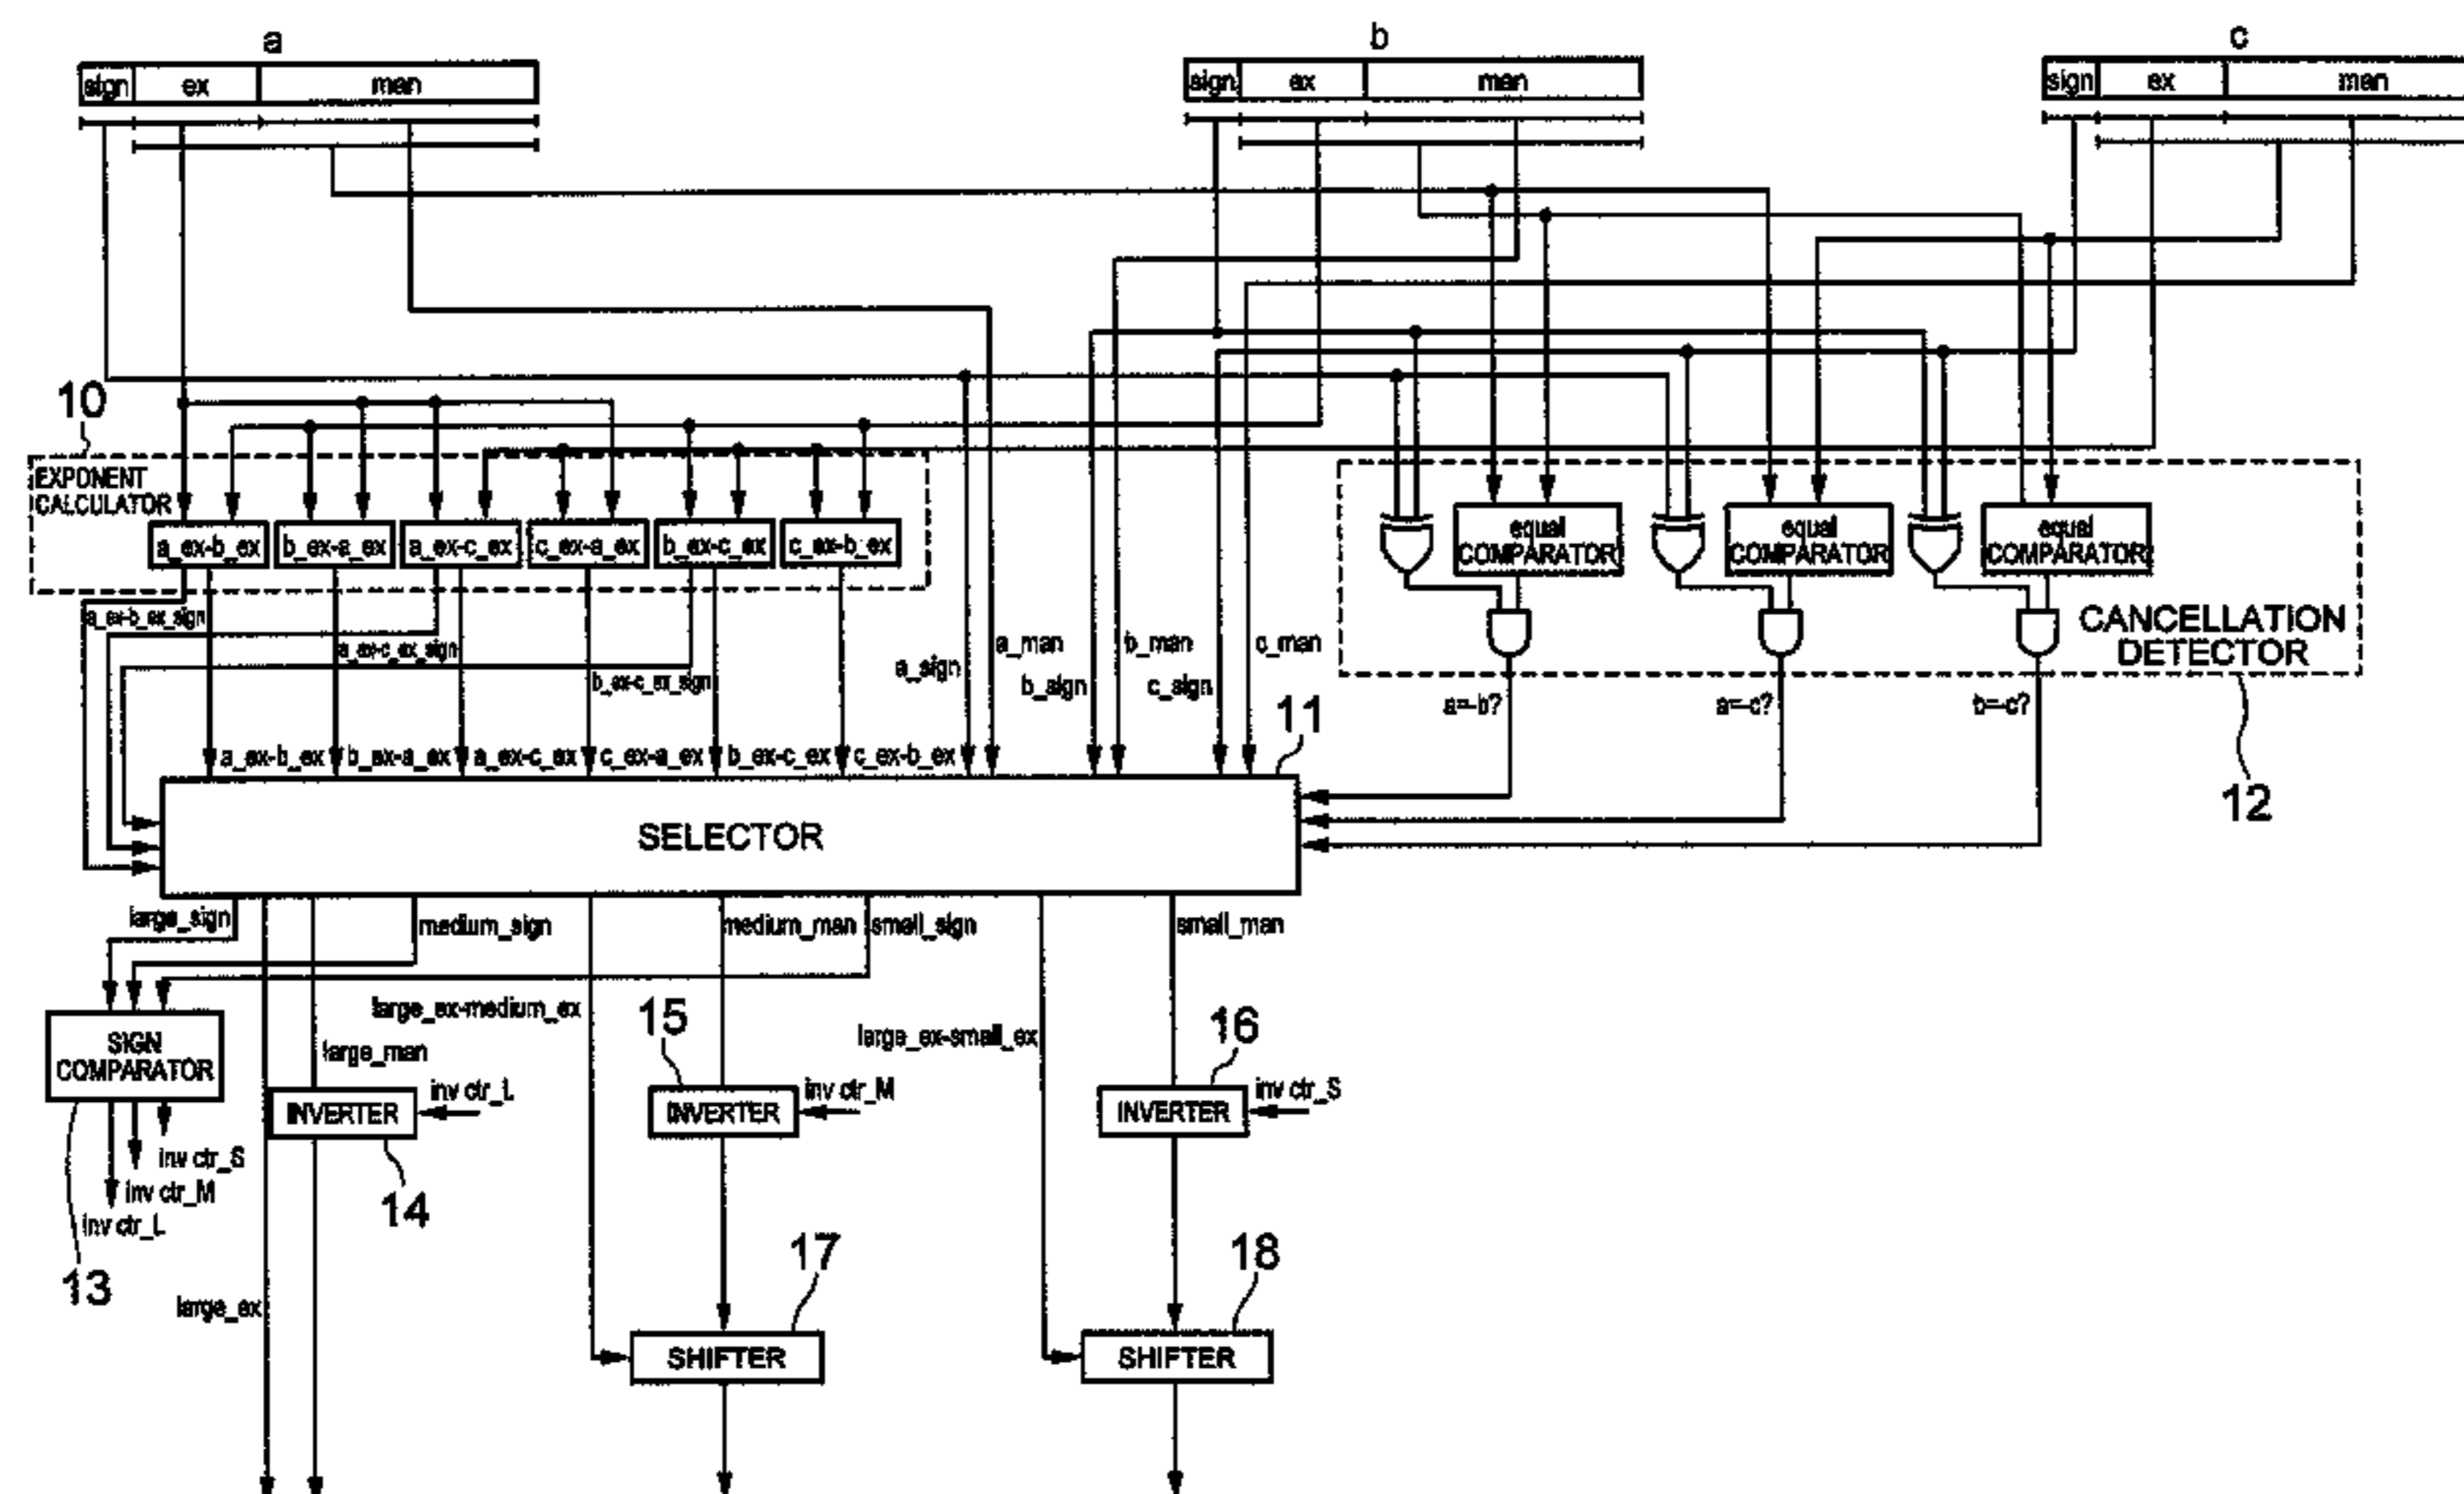 a
b
c
sign ex man
sign ex man
sign ex man
10
EXPONENT
CALCULATOR
a_ex-b_ex
b_ex-a_ex
a_ex-c_ex
c_ex-a_ex
b_ex-c_ex
c_ex-b_ex
equal
COMPARATOR
equal
COMPARATOR
equal
COMPARATOR
CANCELLATION
DETECTOR
a_ex-b_ex_sign
a_ex-c_ex_sign
b_ex-c_ex_sign
a_sign
a_man
b_sign
b_man
c_sign
c_man
a=-b?
a=-c?
b=-c?
11
12
a_ex-b_ex
b_ex-a_ex
a_ex-c_ex
c_ex-a_ex
b_ex-c_ex
c_ex-b_ex
SELECTOR
large_sign
medium_sign
medium_man
small_sign
small_man
large_ex-medium_ex
large_ex-small_ex
15
16
SIGN
COMPARATOR
large_man
INVERTER
inv ctr_L
INVERTER
inv ctr_M
INVERTER
inv ctr_S
inv ctr_S
inv ctr_M
inv ctr_L
14
13
17
18
large_ex
SHIFTER
SHIFTER